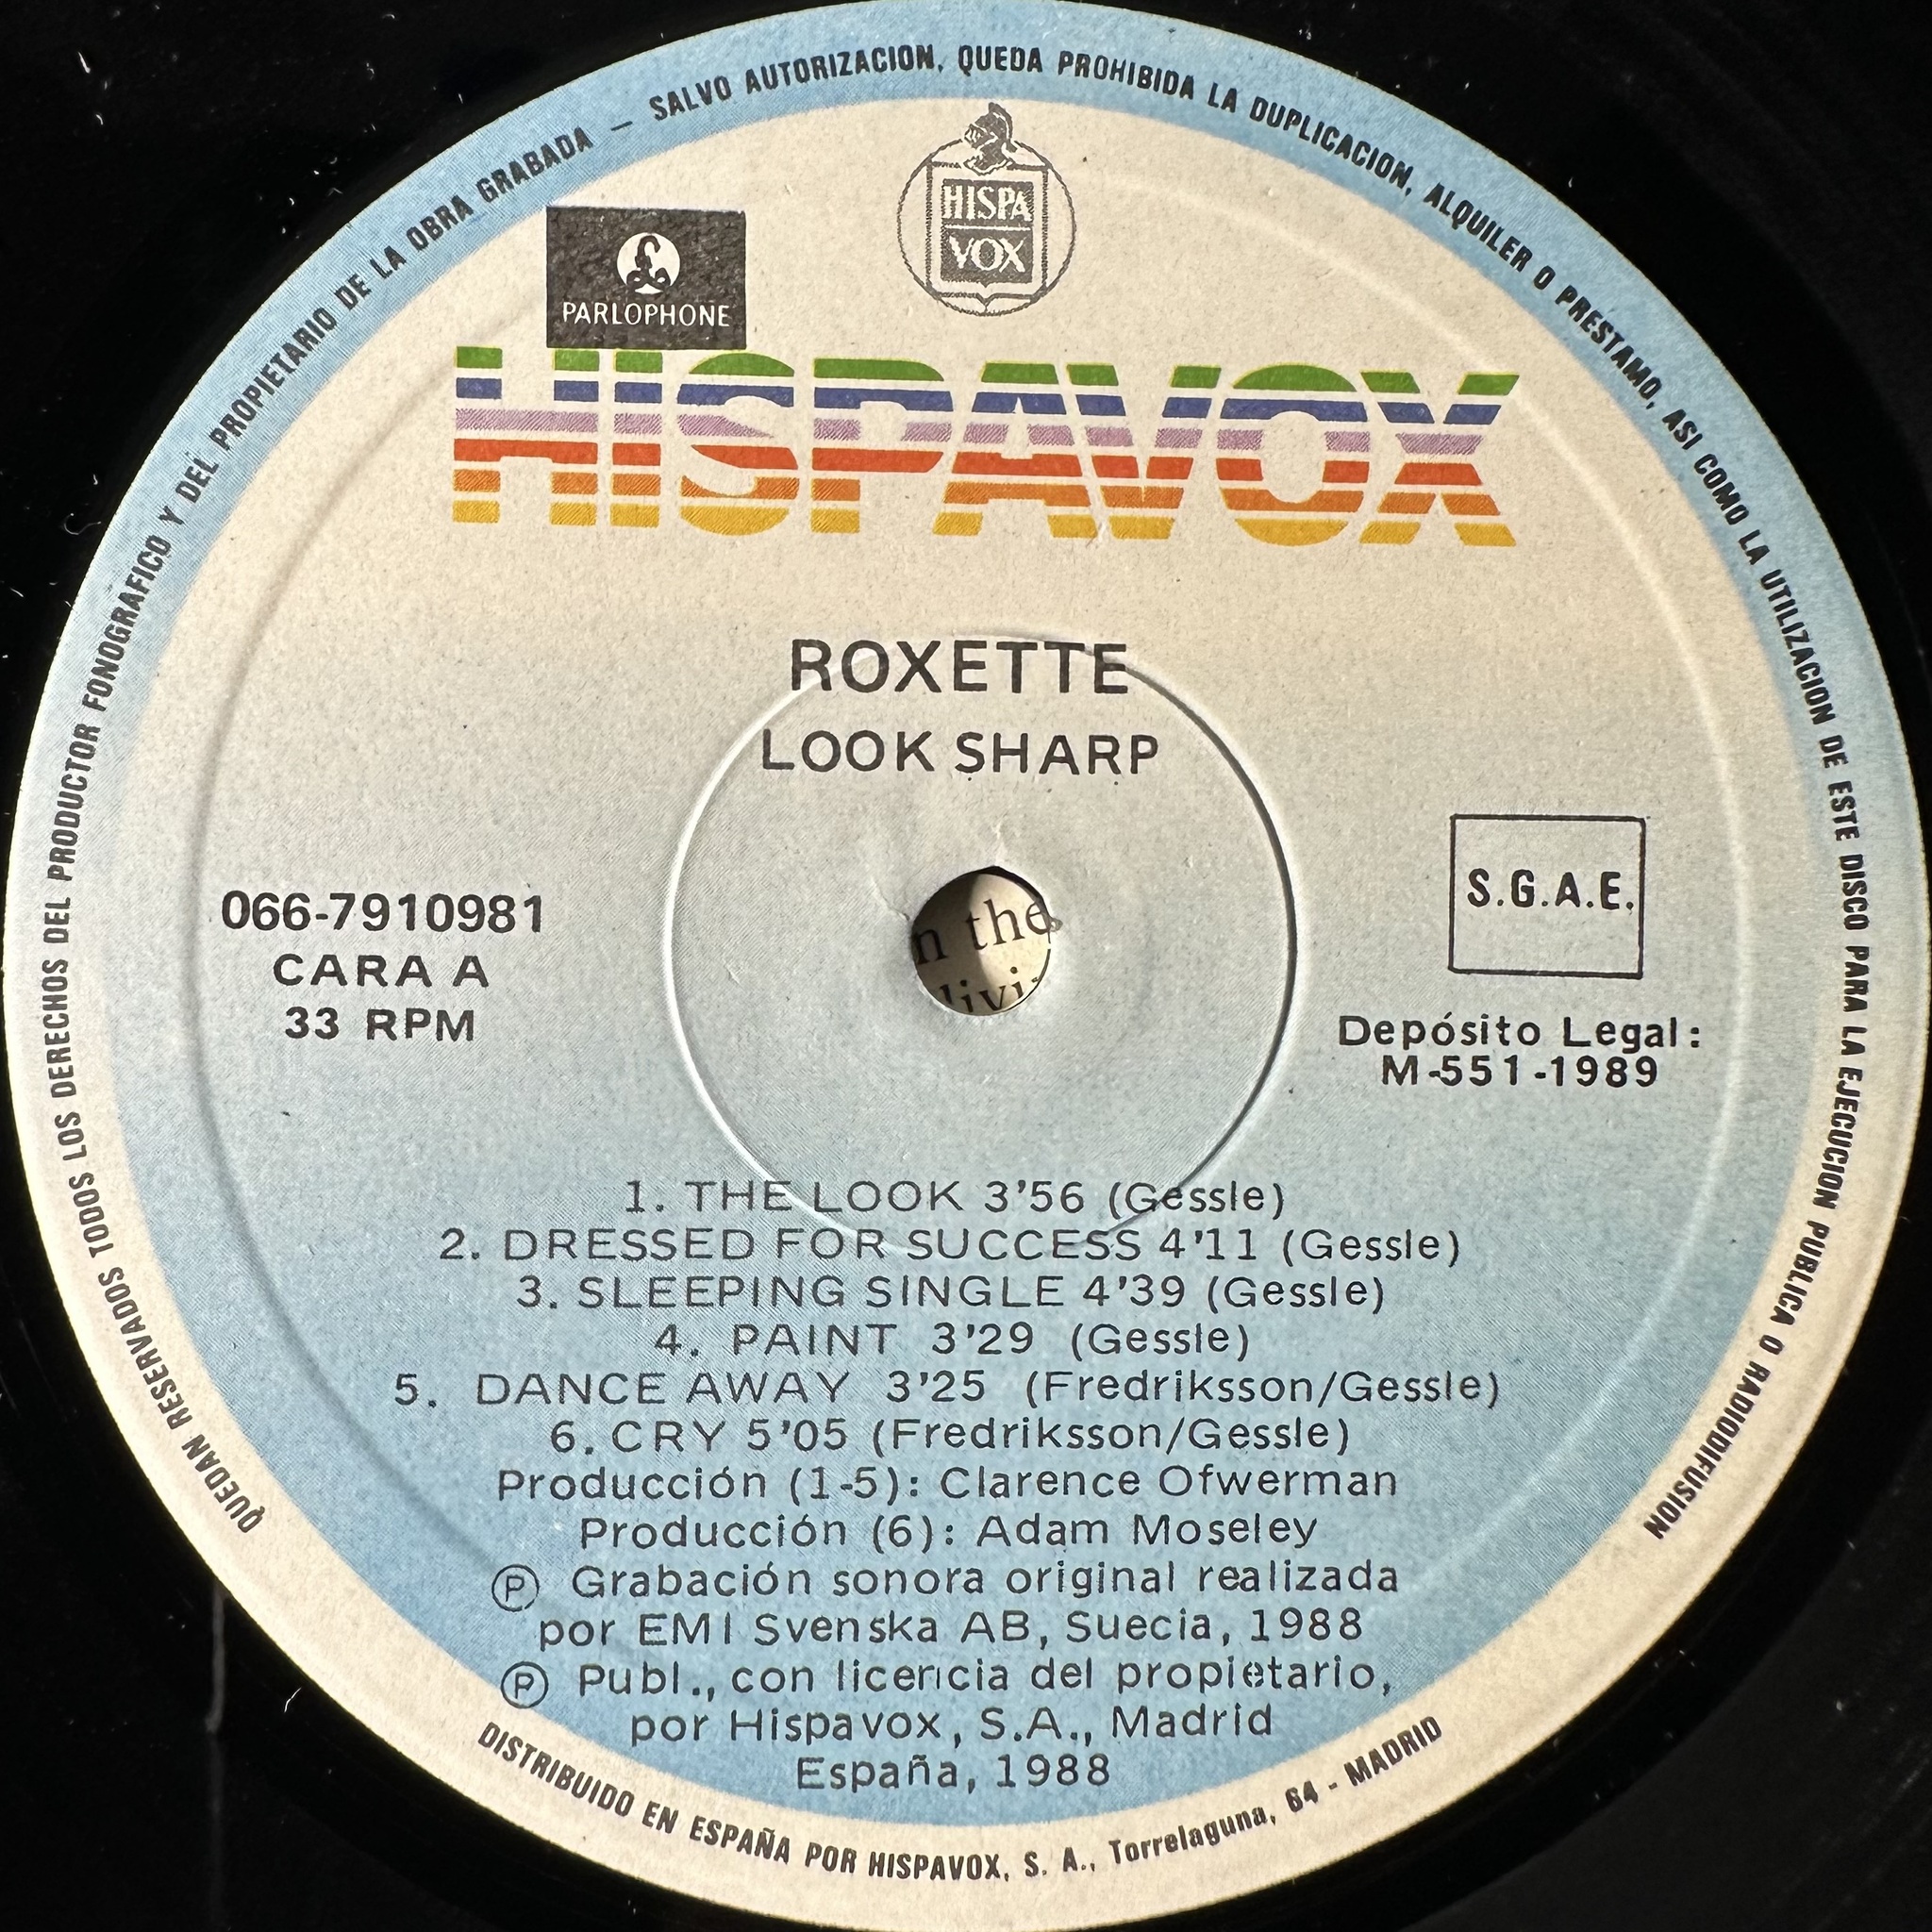 QUEDAN RESERVADOS TODOS LOS DERECHOS DEL PRODUCTOR FONOGRAFICO Y DEL PROPIETARIO DE LA OBRA GRABADA – SALVO AUTORIZACION, QUEDA PROHIBIDA LA DUPLICACION, ALQUILER O PRESTAMO, ASI COMO LA UTILIZACION DE ESTE DISCO PARA LA EJECUCION PUBLICA O RADIODIFUSION
HISPA
VOX
PARLOPHONE
HISPAVOX
ROXETTE
LOOK SHARP
066-7910981
CARA A
33 RPM
S.G.A.E.
Depósito Legal:
M-551-1989
n the
1. THE LOOK 3'56 (Gessle)
2. DRESSED FOR SUCCESS 4'11 (Gessle)
3. SLEEPING SINGLE 4'39 (Gessle)
4. PAINT 3'29 (Gessle)
5. DANCE AWAY 3'25 (Fredriksson/Gessle)
6. CRY 5'05 (Fredriksson/Gessle)
Producción (1-5): Clarence Ofwerman
Producción (6): Adam Moseley
Ⓟ Grabación sonora original realizada
por EMI Svenska AB, Suecia, 1988
Ⓟ Publ., con licencia del propietario,
por Hispavox, S.A., Madrid
España, 1988
DISTRIBUIDO EN ESPAÑA POR HISPAVOX, S. A., Torrelaguna, 64 - MADRID